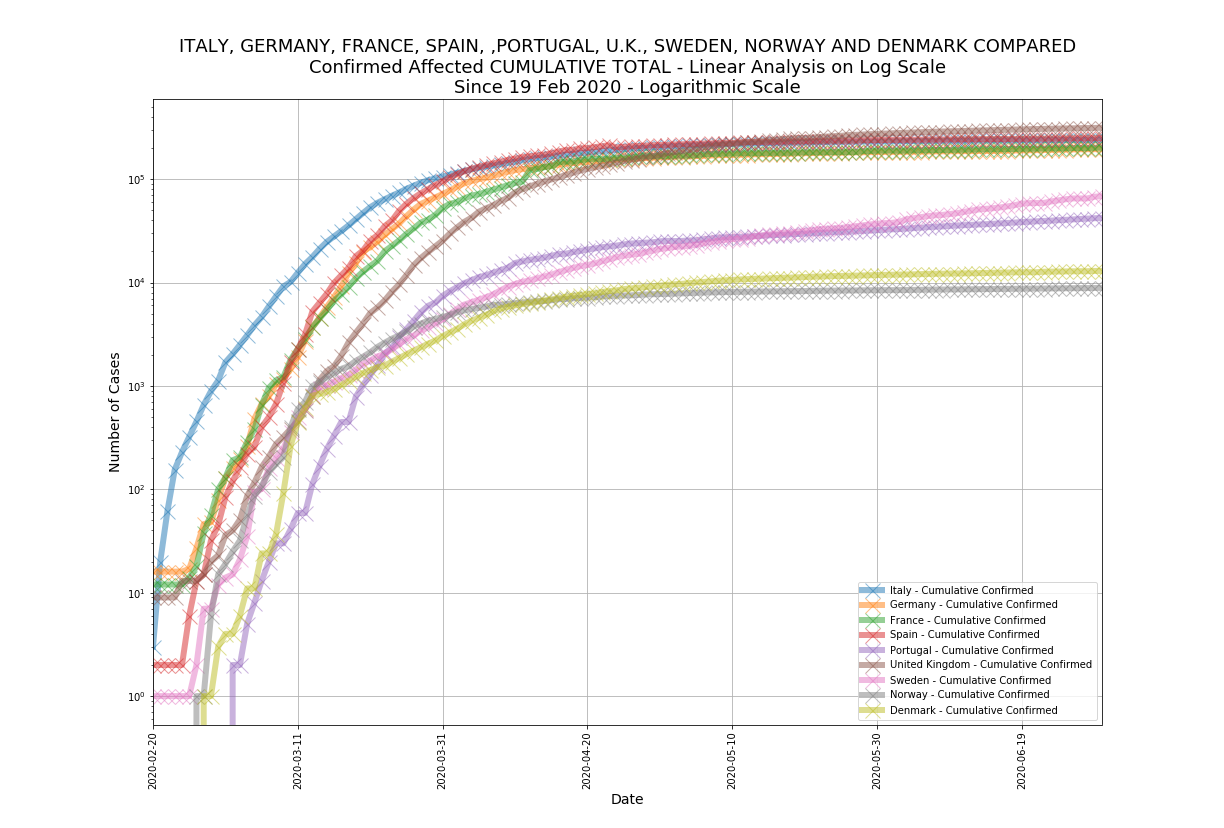 ITALY, GERMANY, FRANCE, SPAIN, ,PORTUGAL, U.K., SWEDEN, NORWAY AND DENMARK COMPARED
Confirmed Affected CUMULATIVE TOTAL - Linear Analysis on Log Scale
Since 19 Feb 2020 - Logarithmic Scale
Number of Cases
10⁵
10⁴
10³
10²
10¹
10⁰
Italy - Cumulative Confirmed
Germany - Cumulative Confirmed
France - Cumulative Confirmed
Spain - Cumulative Confirmed
Portugal - Cumulative Confirmed
United Kingdom - Cumulative Confirmed
Sweden - Cumulative Confirmed
Norway - Cumulative Confirmed
Denmark - Cumulative Confirmed
2020-02-20
2020-03-11
2020-03-31
2020-04-20
2020-05-10
2020-05-30
2020-06-19
Date